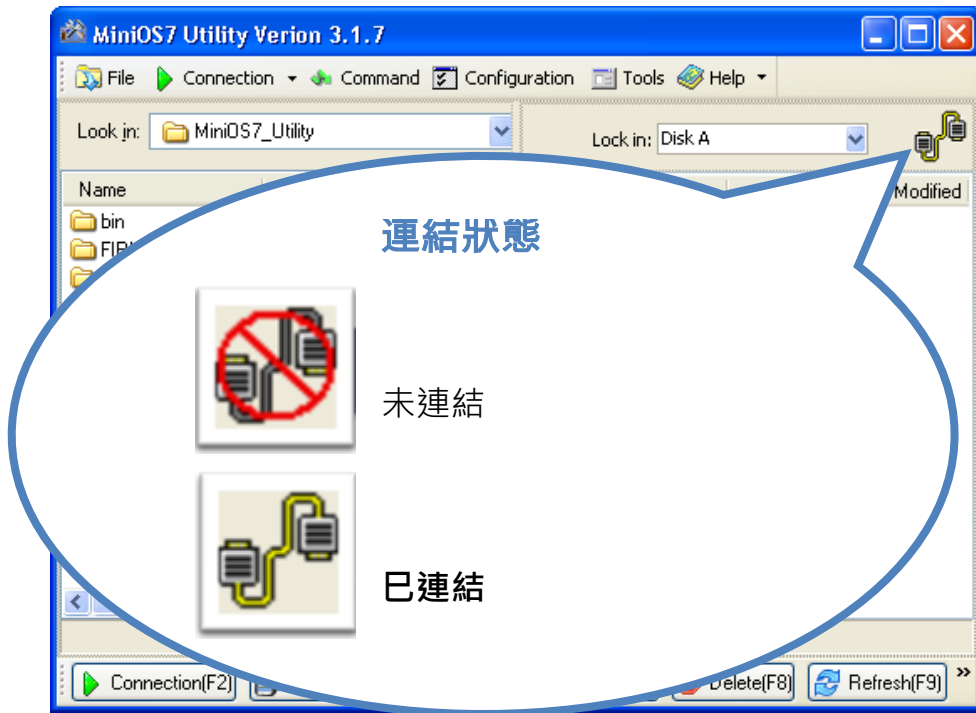 MiniOS7 Utility Verion 3.1.7
File Connection Command Configuration Tools Help
Look in: MiniOS7_Utility Lock in: Disk A
Name Modified
bin
連結狀態
未連結
已連結
Connection(F2) Delete(F8) Refresh(F9) »